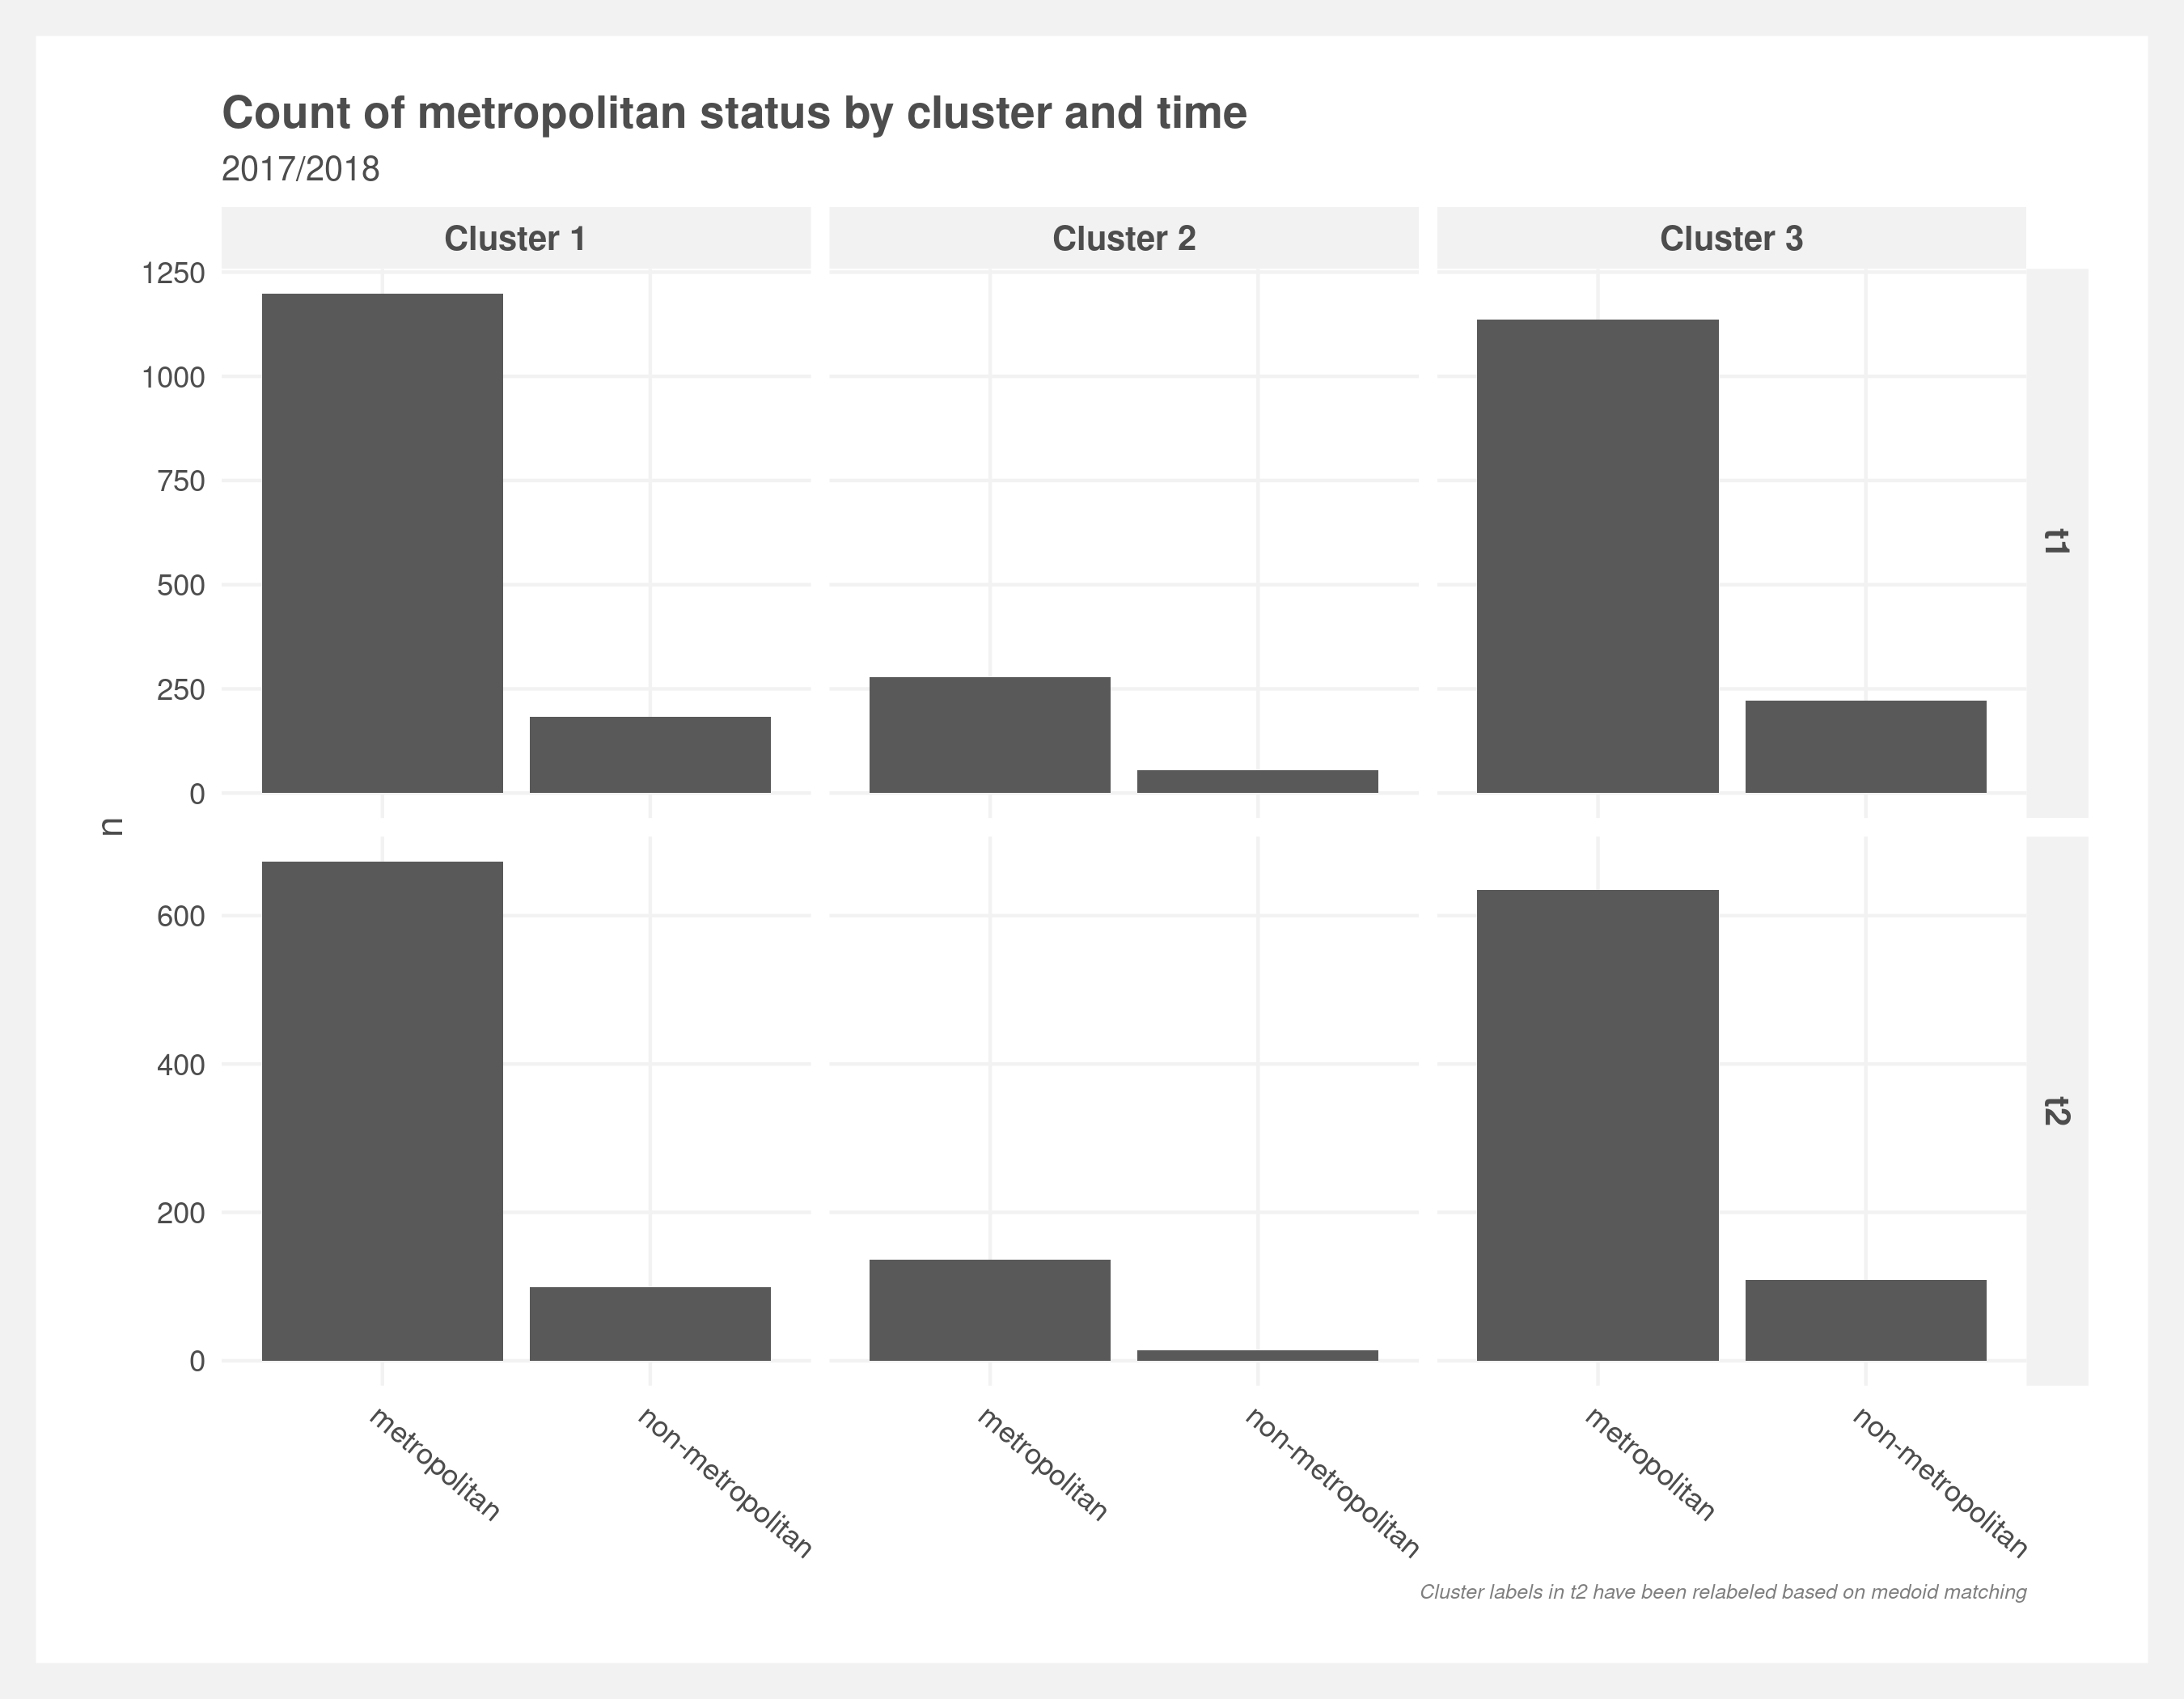 Count of metropolitan status by cluster and time
2017/2018
Cluster 1
Cluster 2
Cluster 3
1250
1000
750
500
250
0
t1
n
600
400
200
0
t2
metropolitan
non-metropolitan
metropolitan
non-metropolitan
metropolitan
non-metropolitan
Cluster labels in t2 have been relabeled based on medoid matching